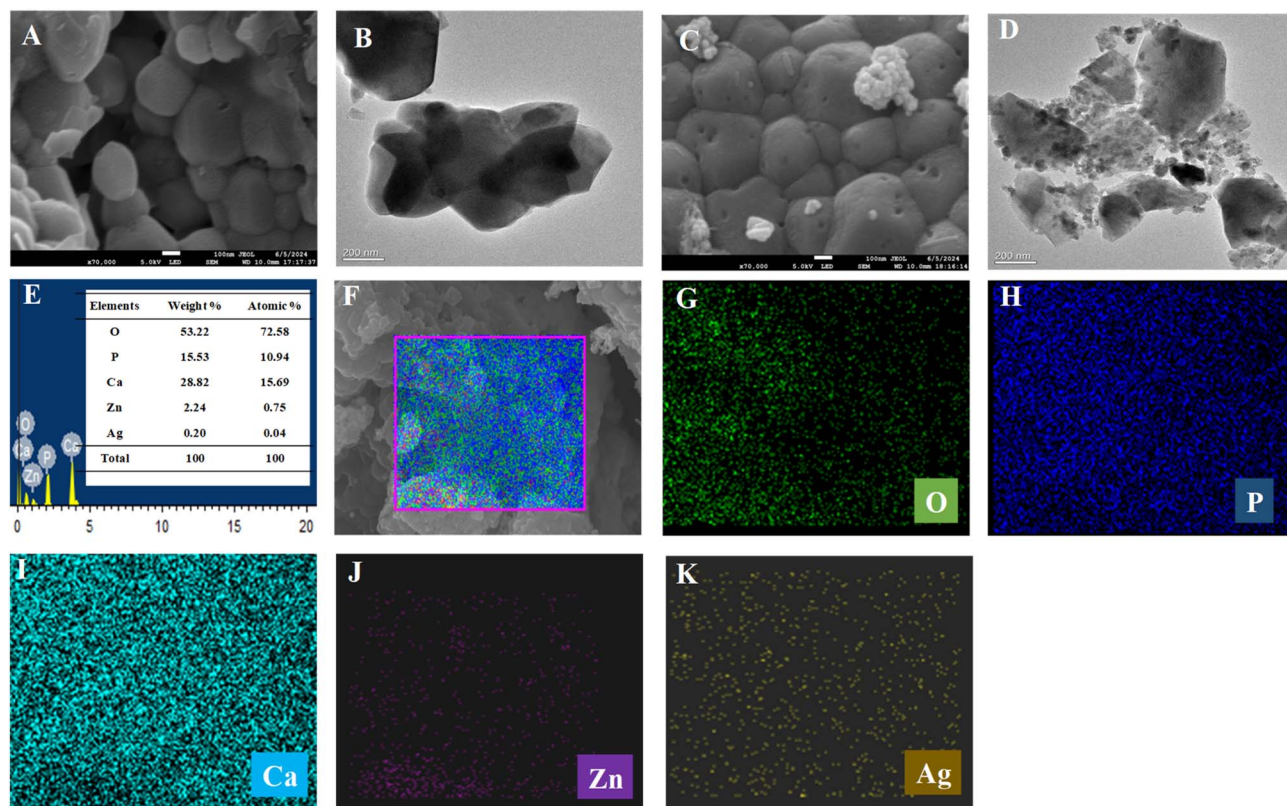 A
100nm JEOL 6/5/2024
x70,000 5.0kV LED SEM WD 10.0mm 17:17:37
B
200 nm
C
100nm JEOL 6/5/2024
x70,000 5.0kV LED SEM WD 10.0mm 18:16:14
D
200 nm
E
Elements Weight % Atomic %
O 53.22 72.58
P 15.53 10.94
Ca 28.82 15.69
Zn 2.24 0.75
Ag 0.20 0.04
Total 100 100
O
Ca
Zn
P
Ca
0 5 10 15 20
F
G
O
H
P
I
Ca
J
Zn
K
Ag